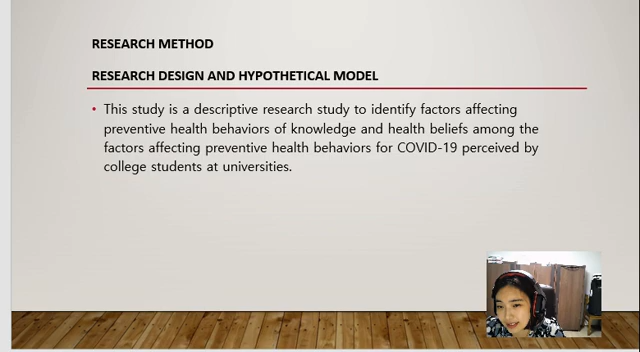 RESEARCH METHOD
RESEARCH DESIGN AND HYPOTHETICAL MODEL
• This study is a descriptive research study to identify factors affecting
preventive health behaviors of knowledge and health beliefs among the
factors affecting preventive health behaviors for COVID-19 perceived by
college students at universities.